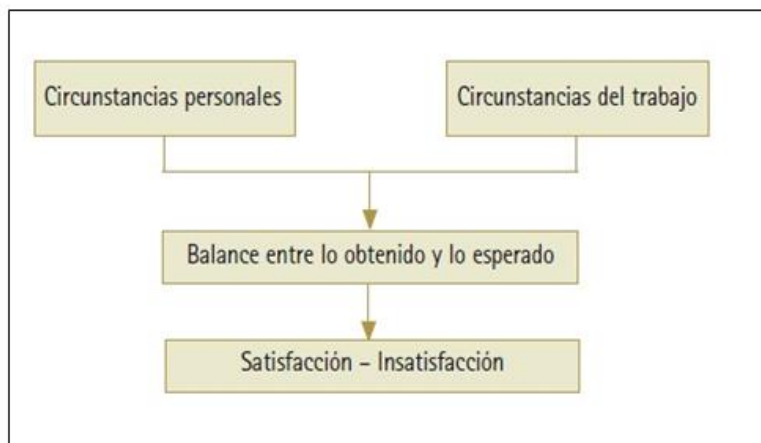 Circunstancias personales
Circunstancias del trabajo
Balance entre lo obtenido y lo esperado
Satisfacción – Insatisfacción